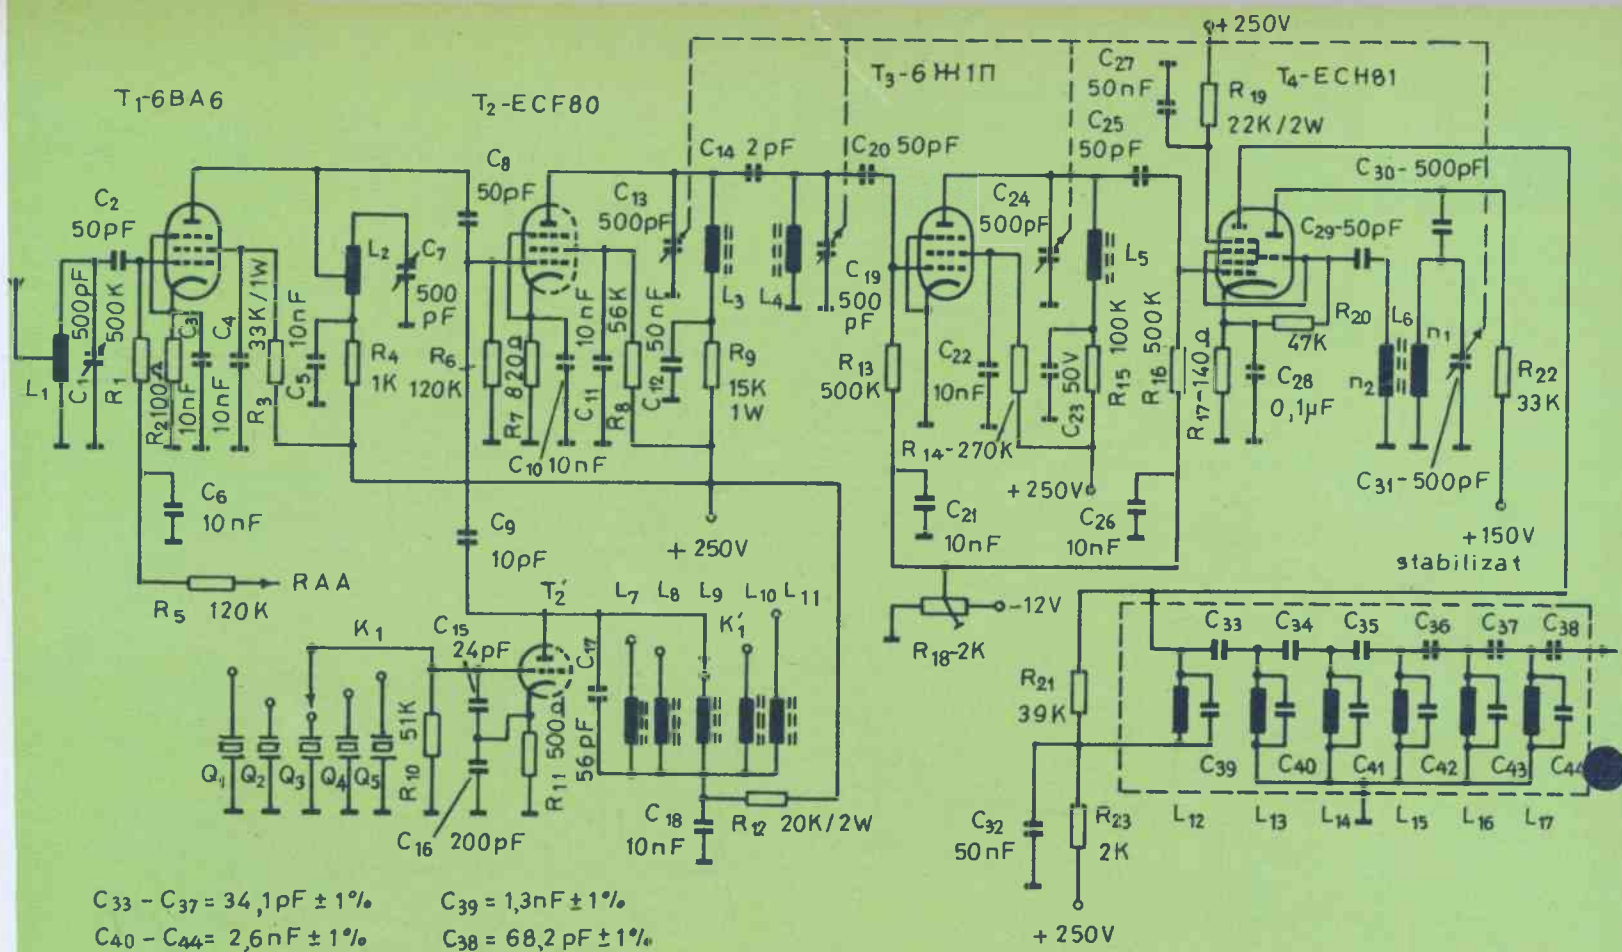 + 250V
T1-6BA6
T2-ECF80
T3-6Ж1П
T4-ECH81
C27
50nF
R19
22K/2W
C25
50pF
C14 2pF
C20 50pF
C30-500pF
C8
50pF
C13
500pF
C24
500pF
C2
50pF
C29-50pF
L2
C7
500
pF
C19
500
pF
L3
L4
L5
L6
n1
n2
R20
47K
L1
C1
500pF
R1
500K
R2 100Ω
C3
10nF
C4
10nF
R3
33K/1W
C5
10nF
R4
1K
R6
120K
R7 820Ω
C10 10nF
C11
10nF
R8
56K
C12
50nF
R9
15K
1W
R13
500K
C22
10nF
R14-270K
C23 50V
R15 100K
R16 500K
R17-140Ω
C28
0,1µF
R22
33K
C31-500pF
C6
10nF
C9
10pF
+ 250V
C21
10nF
+ 250V
C26
10nF
+150V
stabilizat
R5 120K
RAA
T2'
L7 L8 L9 L10 L11
K1
K1'
C15
24pF
C17
56pF
-12V
R18-2K
Q1 Q2 Q3 Q4 Q5
R10
51K
R11 500Ω
C16 200pF
C18
10nF
R12 20K/2W
R21
39K
C33 C34 C35 C36 C37 C38
C39 C40 C41 C42 C43 C44
L12 L13 L14 L15 L16 L17
C32
50nF
R23
2K
+ 250V
C33 - C37 = 34,1pF ± 1%
C39 = 1,3nF ± 1%
C40 - C44 = 2,6nF ± 1%
C38 = 68,2 pF ± 1%